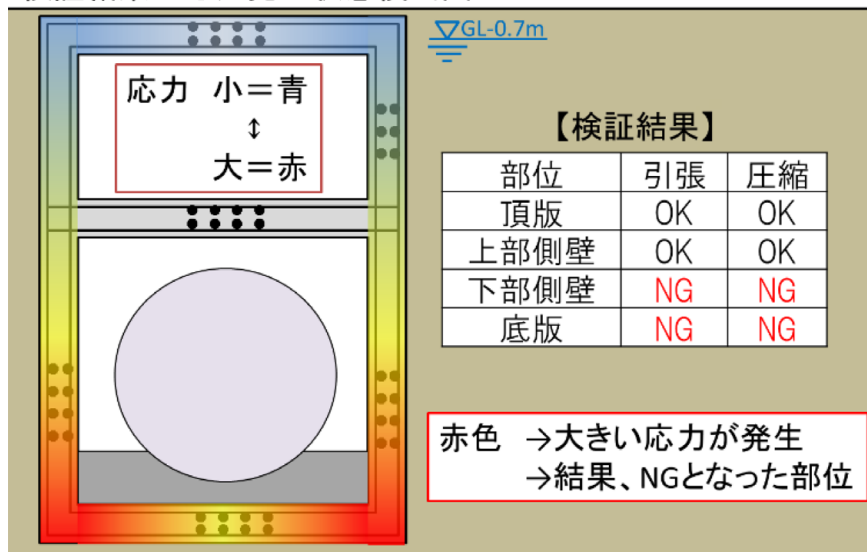 ▽GL-0.7m
応力 小＝青
↕
大＝赤
【検証結果】
部位 引張 圧縮
頂版 OK OK
上部側壁 OK OK
下部側壁 NG NG
底版 NG NG
赤色 →大きい応力が発生
→結果、NGとなった部位